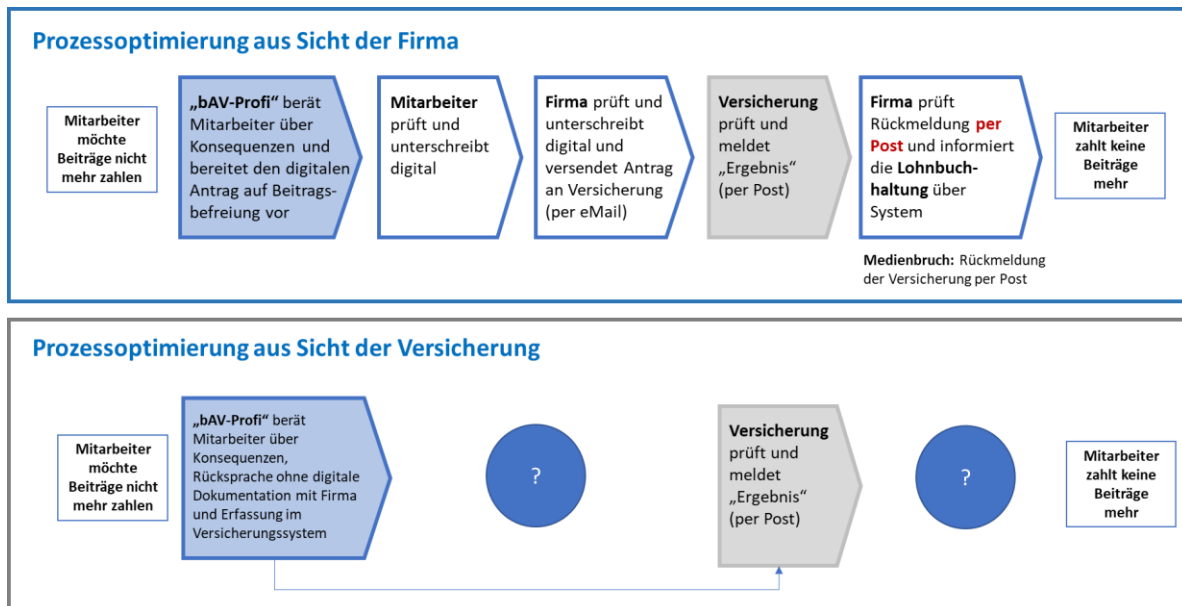 Prozessoptimierung aus Sicht der Firma
Mitarbeiter
möchte
Beiträge nicht
mehr zahlen
„bAV-Profi“ berät
Mitarbeiter über
Konsequenzen und
bereitet den digitalen
Antrag auf Beitrags-
befreiung vor
Mitarbeiter
prüft und
unterschreibt
digital
Firma prüft und
unterschreibt
digital und
versendet Antrag
an Versicherung
(per eMail)
Versicherung
prüft und
meldet
„Ergebnis“
(per Post)
Firma prüft
Rückmeldung per
Post und informiert
die Lohnbuch-
haltung über
System
Mitarbeiter
zahlt keine
Beiträge
mehr
Medienbruch: Rückmeldung
der Versicherung per Post
Prozessoptimierung aus Sicht der Versicherung
Mitarbeiter
möchte
Beiträge nicht
mehr zahlen
„bAV-Profi“ berät
Mitarbeiter über
Konsequenzen,
Rücksprache ohne digitale
Dokumentation mit Firma
und Erfassung im
Versicherungssystem
?
Versicherung
prüft und
meldet
„Ergebnis“
(per Post)
?
Mitarbeiter
zahlt keine
Beiträge
mehr